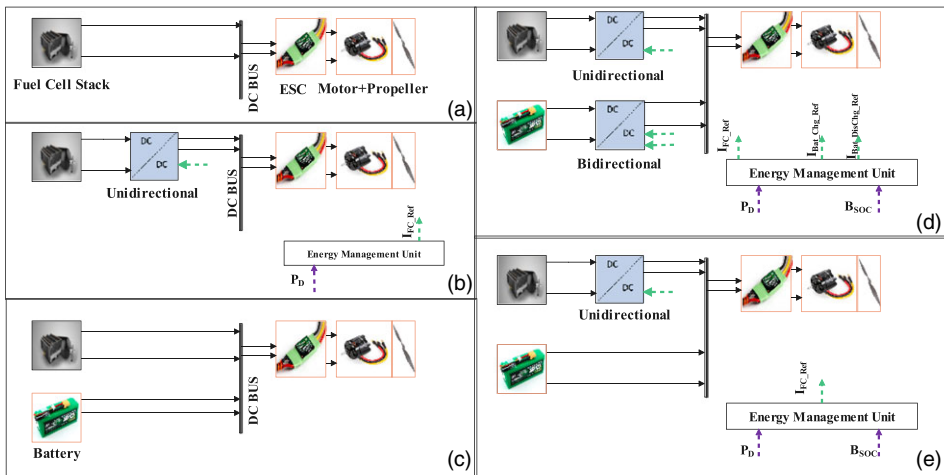 Fuel Cell Stack
DC BUS
ESC
Motor+Propeller
(a)
DC
DC
Unidirectional
DC BUS
I_FC_Ref
Energy Management Unit
P_D
(b)
DC BUS
Battery
(c)
DC
DC
Unidirectional
DC
DC
Bidirectional
I_FC_Ref
I_Bat_Chg_Ref
I_Bat_DisChg_Ref
Energy Management Unit
P_D
B_SOC
(d)
DC
DC
Unidirectional
I_FC_Ref
Energy Management Unit
P_D
B_SOC
(e)